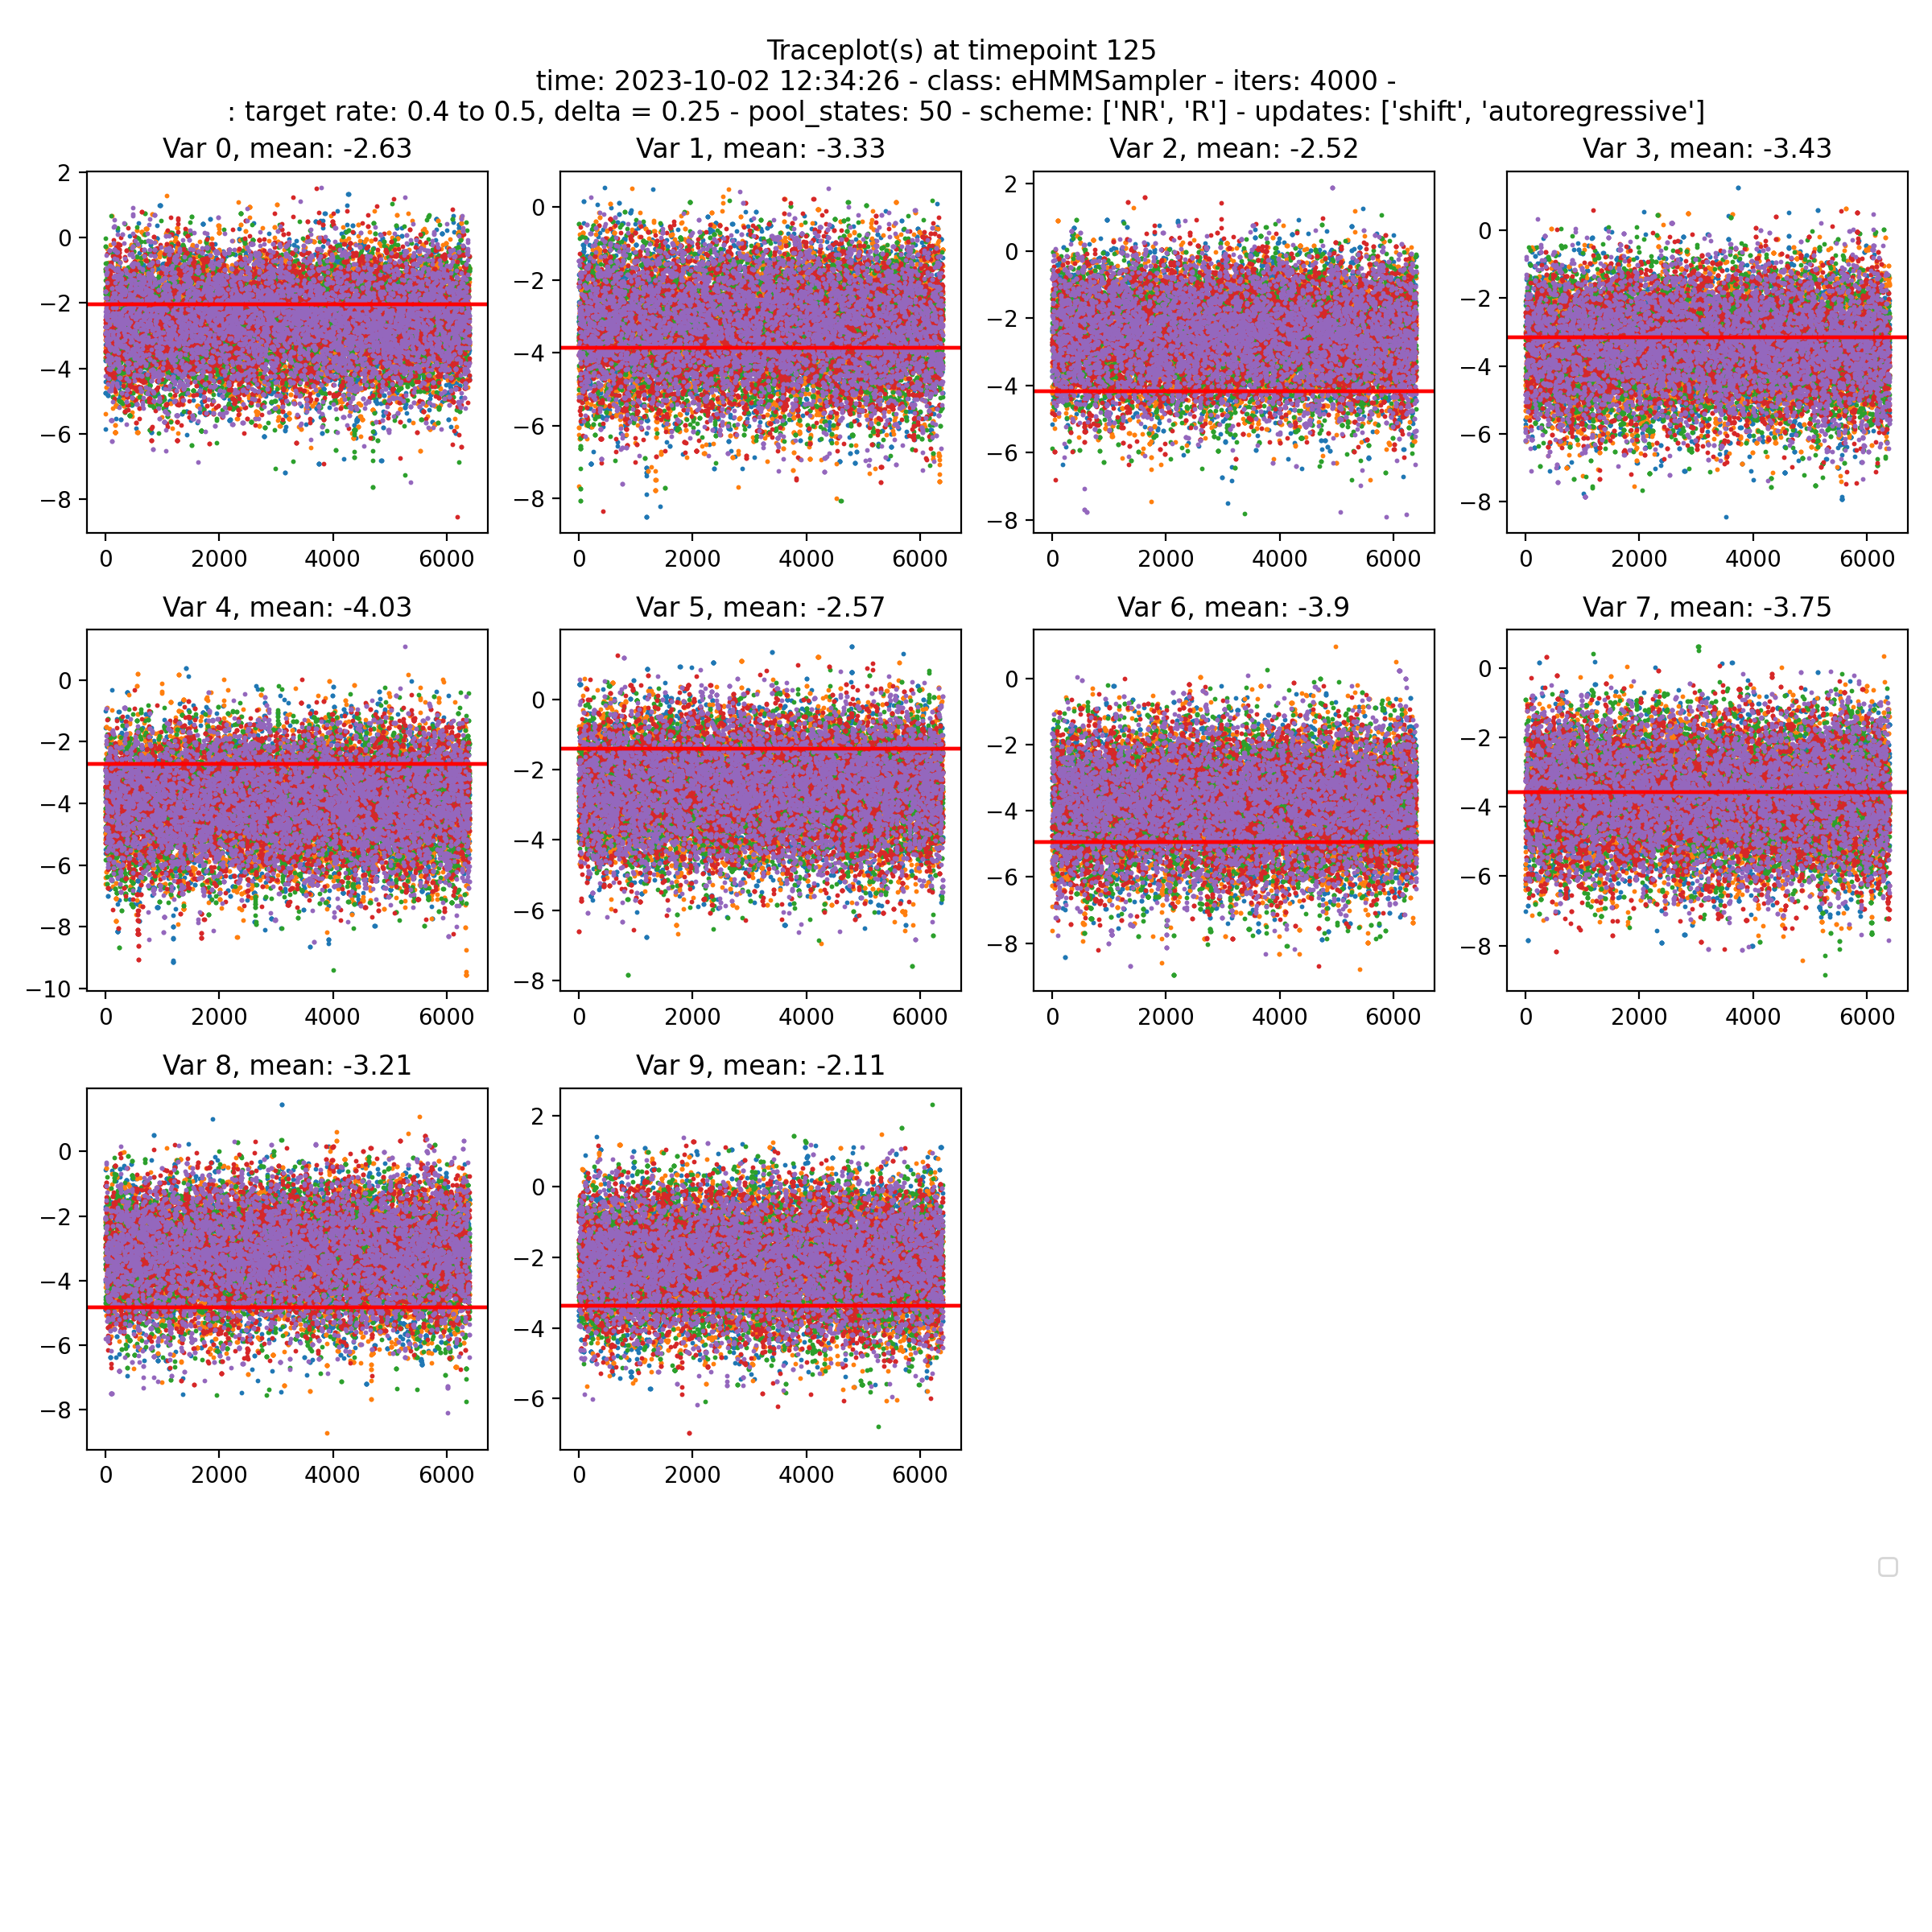 Traceplot(s) at timepoint 125
time: 2023-10-02 12:34:26 - class: eHMMSampler - iters: 4000 -
: target rate: 0.4 to 0.5, delta = 0.25 - pool_states: 50 - scheme: ['NR', 'R'] - updates: ['shift', 'autoregressive']
Var 0, mean: -2.63
2
0
−2
−4
−6
−8
0 2000 4000 6000
Var 1, mean: -3.33
0
−2
−4
−6
−8
0 2000 4000 6000
Var 2, mean: -2.52
2
0
−2
−4
−6
−8
0 2000 4000 6000
Var 3, mean: -3.43
0
−2
−4
−6
−8
0 2000 4000 6000
Var 4, mean: -4.03
0
−2
−4
−6
−8
−10
0 2000 4000 6000
Var 5, mean: -2.57
0
−2
−4
−6
−8
0 2000 4000 6000
Var 6, mean: -3.9
0
−2
−4
−6
−8
0 2000 4000 6000
Var 7, mean: -3.75
0
−2
−4
−6
−8
0 2000 4000 6000
Var 8, mean: -3.21
0
−2
−4
−6
−8
0 2000 4000 6000
Var 9, mean: -2.11
2
0
−2
−4
−6
0 2000 4000 6000